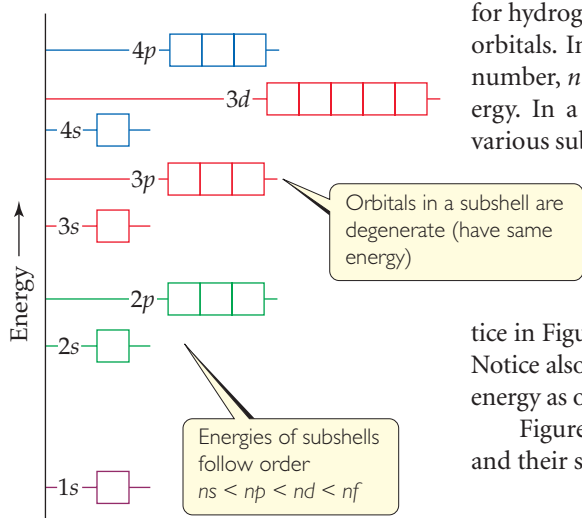 for hydrog
orbitals. In
number, n
ergy. In a
various sul
4p
3d
4s
3p
Orbitals in a subshell are
degenerate (have same
energy)
3s
Energy
2p
2s
tice in Figu
Notice also
energy as o
Figure
and their s
Energies of subshells
follow order
ns < np < nd < nf
1s